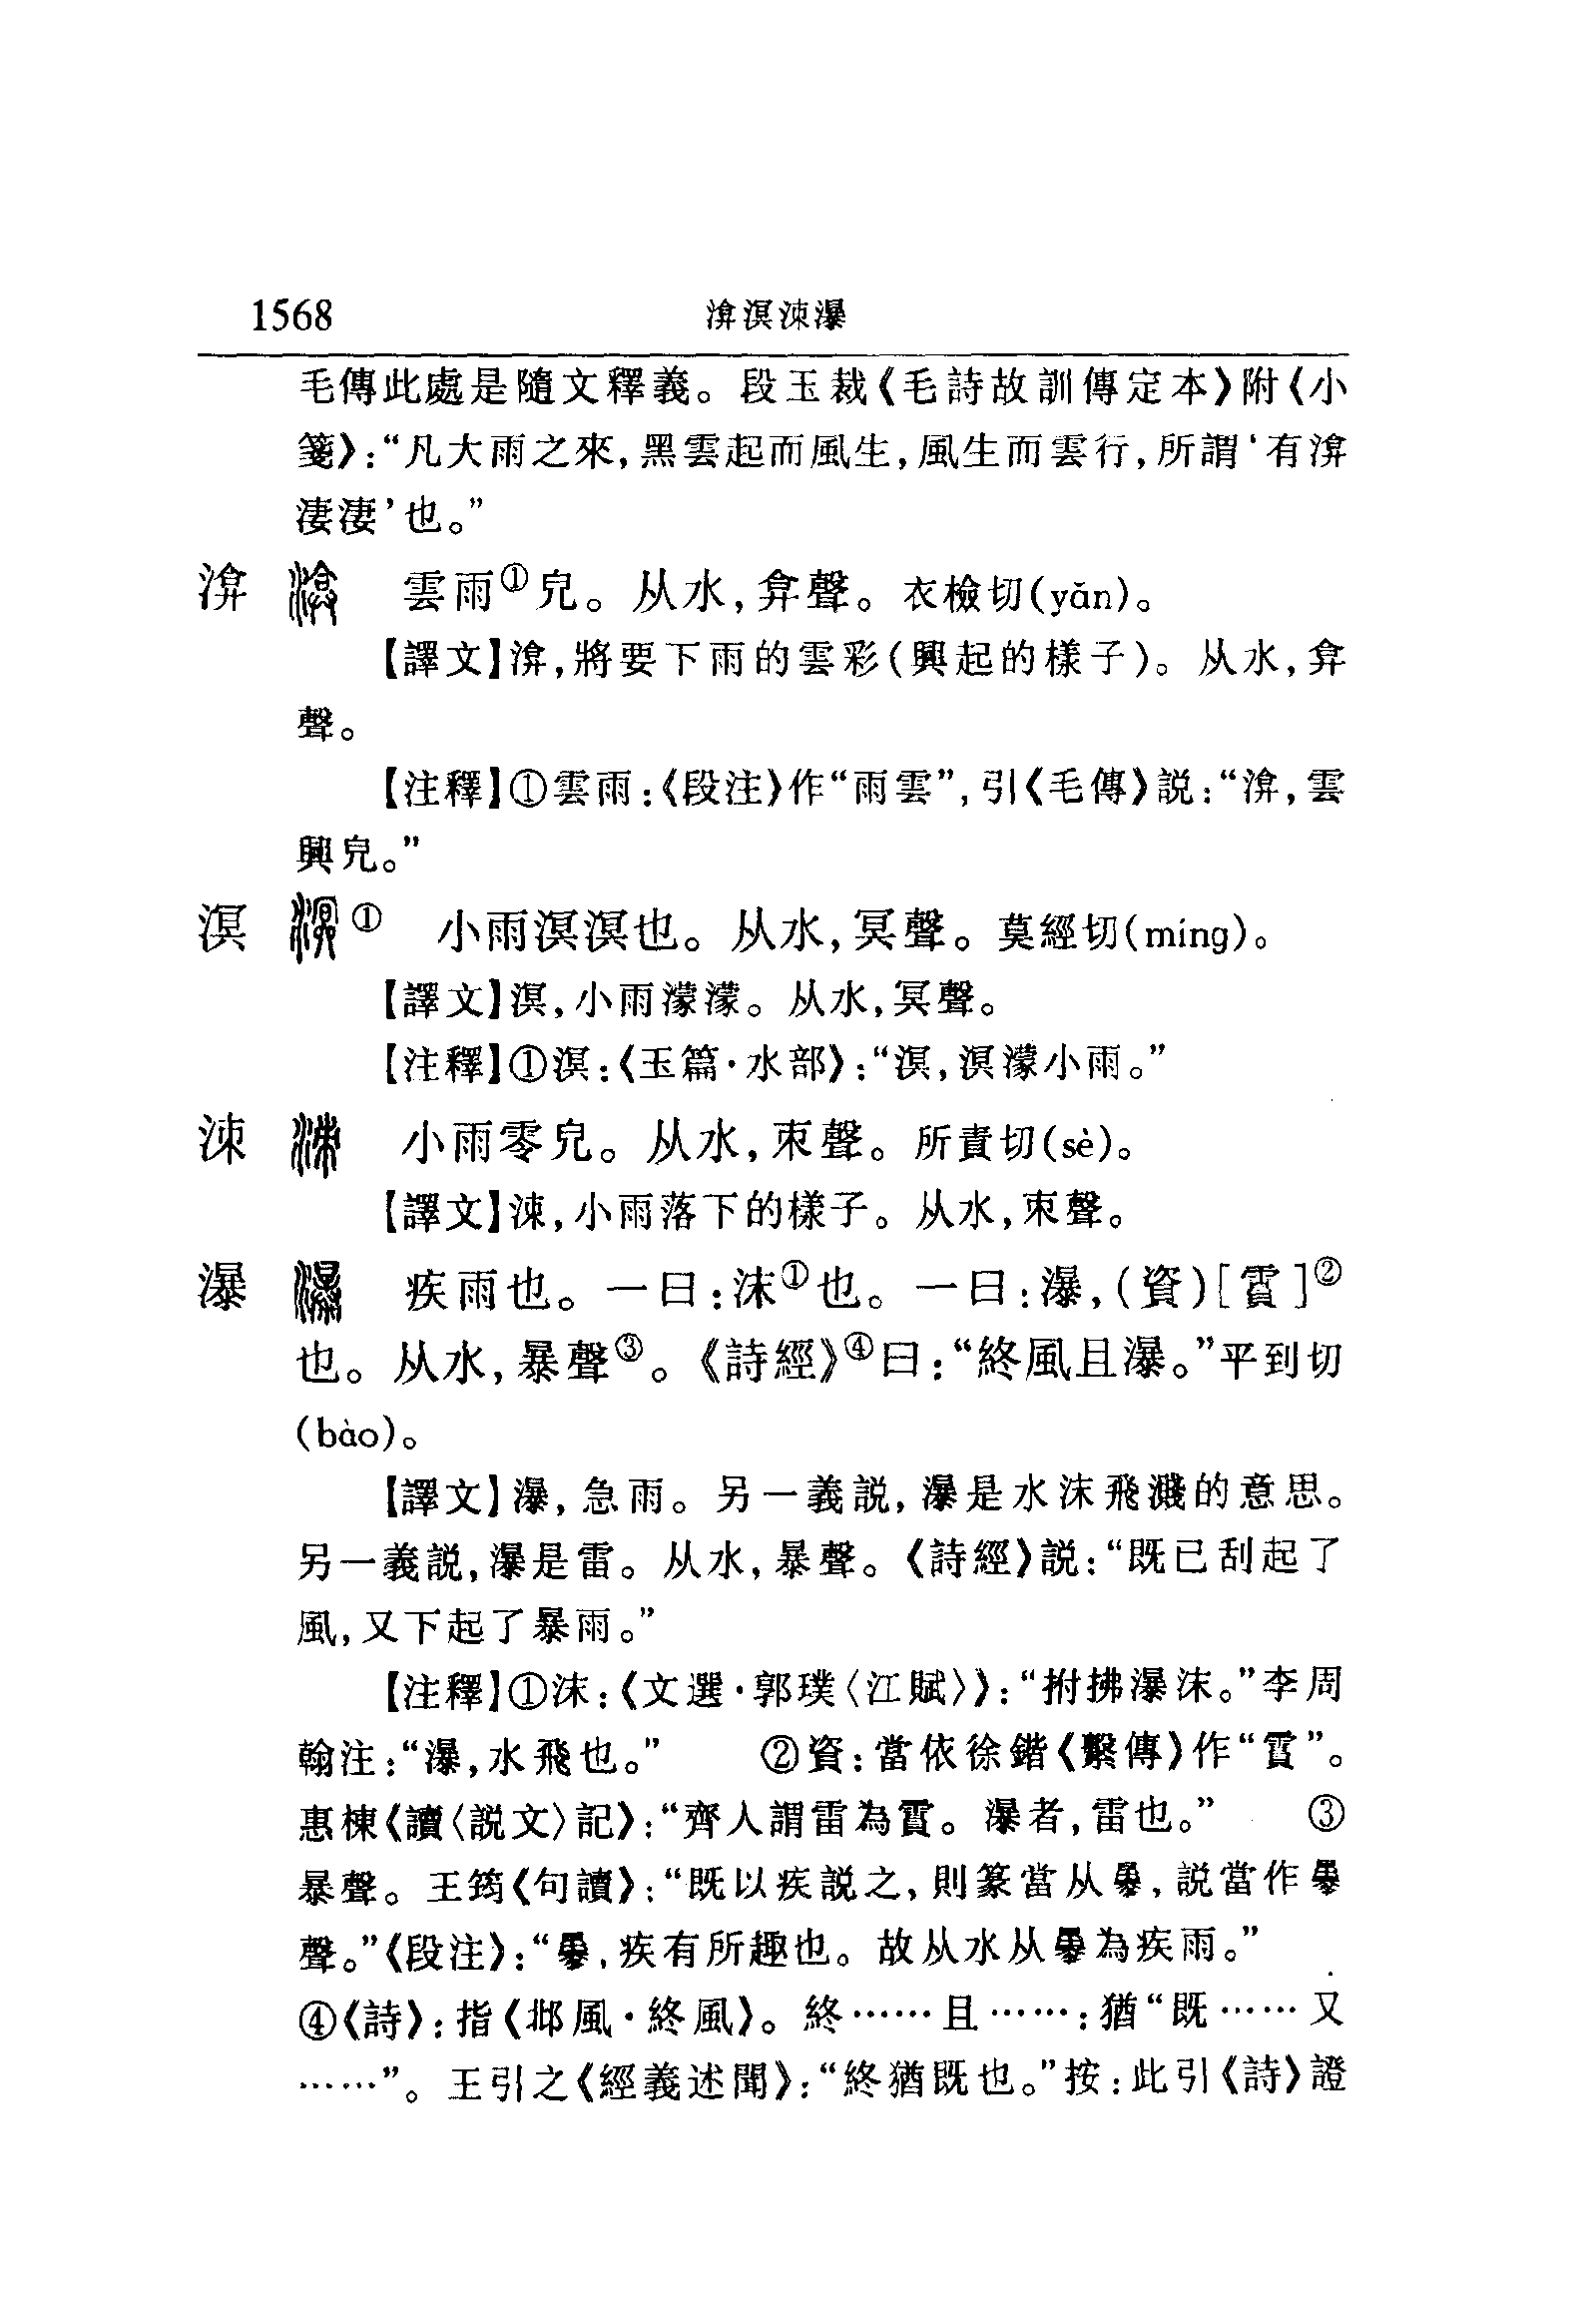 1568 渰溟涑瀑
毛傳此處是隨文釋義。段玉裁《毛詩故訓傳定本》附《小
箋》:“凡大雨之來,黑雲起而風生,風生而雲行,所謂‘有渰
淒淒’也。”
渰 雲雨①皃。从水,弇聲。衣檢切(yǎn)。
【譯文】渰,將要下雨的雲彩(興起的樣子)。从水,弇
聲。
【注釋】①雲雨:《段注》作“雨雲”,引《毛傳》説:“渰,雲
興皃。”
溟 ① 小雨溟溟也。从水,冥聲。莫經切(míng)。
【譯文】溟,小雨濛濛。从水,冥聲。
【注釋】①溟:《玉篇·水部》:“溟,溟濛小雨。”
涑 小雨零皃。从水,朿聲。所責切(sè)。
【譯文】涑,小雨落下的樣子。从水,朿聲。
瀑 疾雨也。一曰:沫①也。一曰:瀑,(資)[䨏]②
也。从水,暴聲③。《詩經》④曰:“終風且瀑。”平到切
(bào)。
【譯文】瀑,急雨。另一義説,瀑是水沫飛濺的意思。
另一義説,瀑是雷。从水,暴聲。《詩經》説:“既已刮起了
風,又下起了暴雨。”
【注釋】①沫:《文選·郭璞〈江賦〉》:“拊拂瀑沫。”李周
翰注:“瀑,水飛也。” ②資:當依徐鍇《繫傳》作“䨏”。
惠棟《讀〈説文〉記》:“齊人謂雷為䨏。瀑者,雷也。” ③
暴聲。王筠《句讀》:“既以疾説之,則篆當从,説當作
聲。”《段注》:“,疾有所趣也。故从水从為疾雨。”
④《詩》:指《邶風·終風》。終……且……:猶“既……又
……”。王引之《經義述聞》:“終猶既也。”按:此引《詩》證